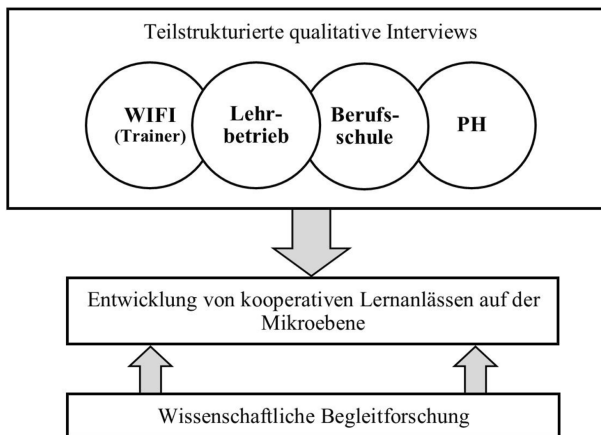 Teilstrukturierte qualitative Interviews
WIFI
(Trainer)
Lehr-
betrieb
Berufs-
schule
PH
Entwicklung von kooperativen Lernanlässen auf der
Mikroebene
Wissenschaftliche Begleitforschung